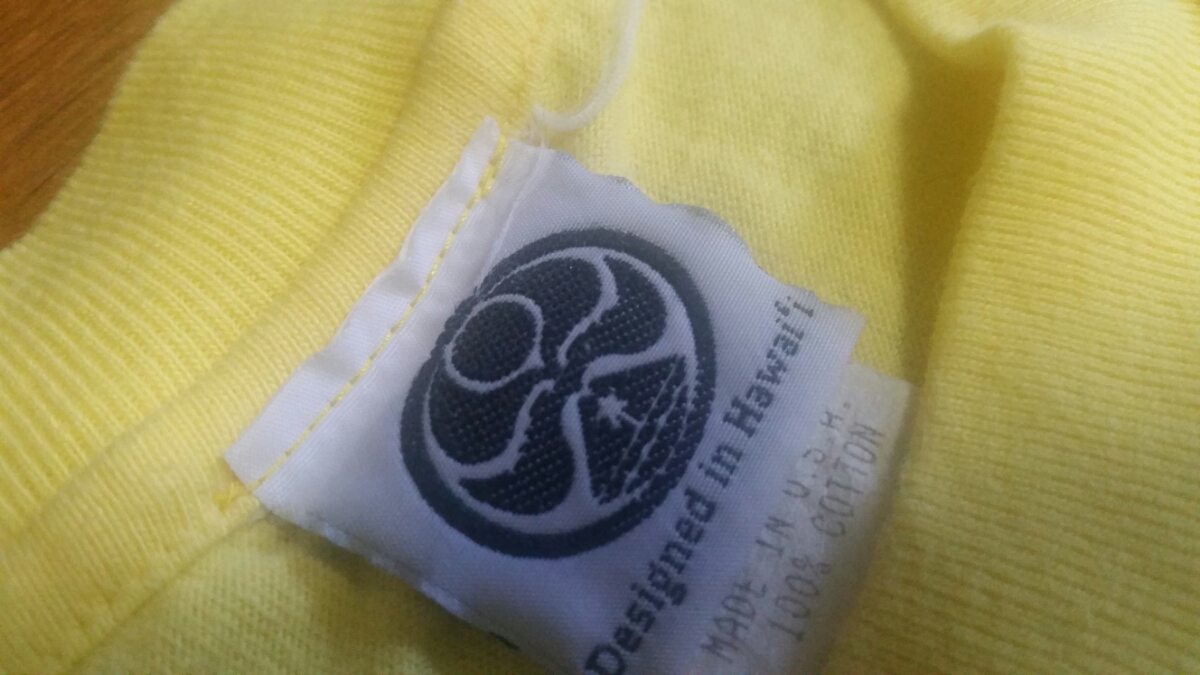 Designed in Hawai‘i
MADE IN U.S.A.
100% COTTON